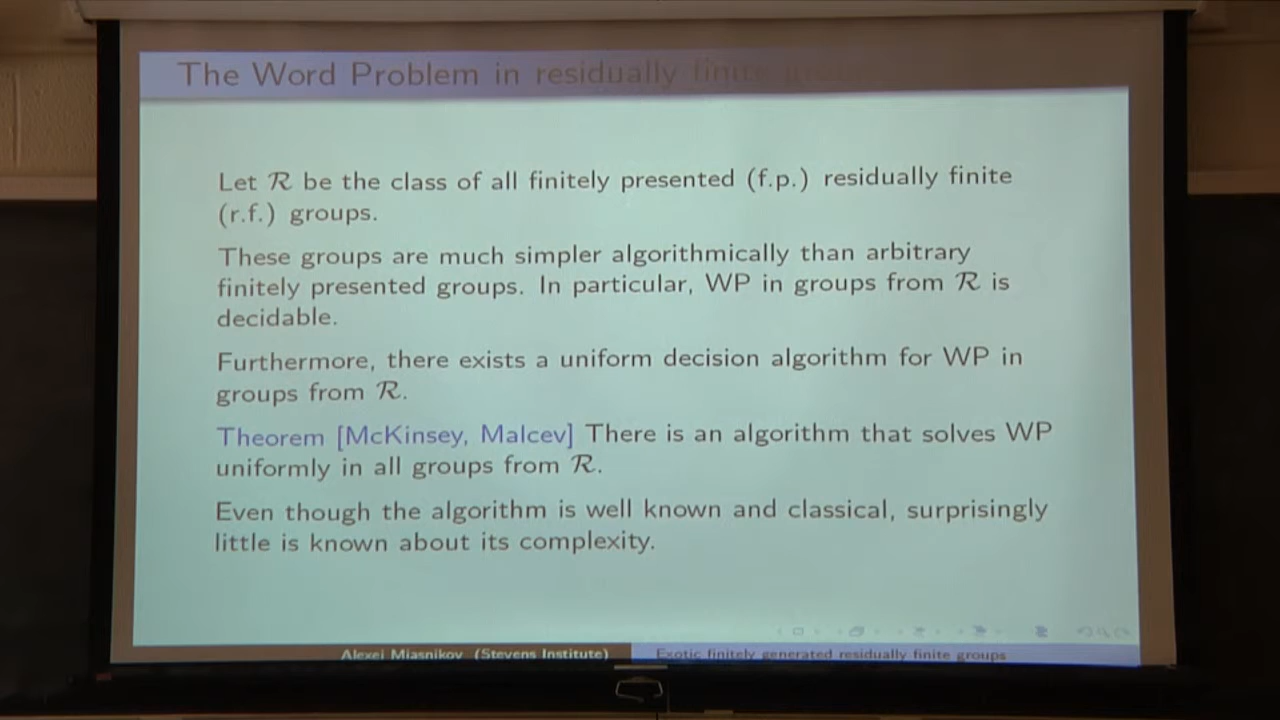 The Word Problem in residually finite groups
Let R be the class of all finitely presented (f.p.) residually finite
(r.f.) groups.
These groups are much simpler algorithmically than arbitrary
finitely presented groups. In particular, WP in groups from R is
decidable.
Furthermore, there exists a uniform decision algorithm for WP in
groups from R.
Theorem [McKinsey, Malcev] There is an algorithm that solves WP
uniformly in all groups from R.
Even though the algorithm is well known and classical, surprisingly
little is known about its complexity.
Alexei Miasnikov (Stevens Institute)
Exotic finitely generated residually finite groups